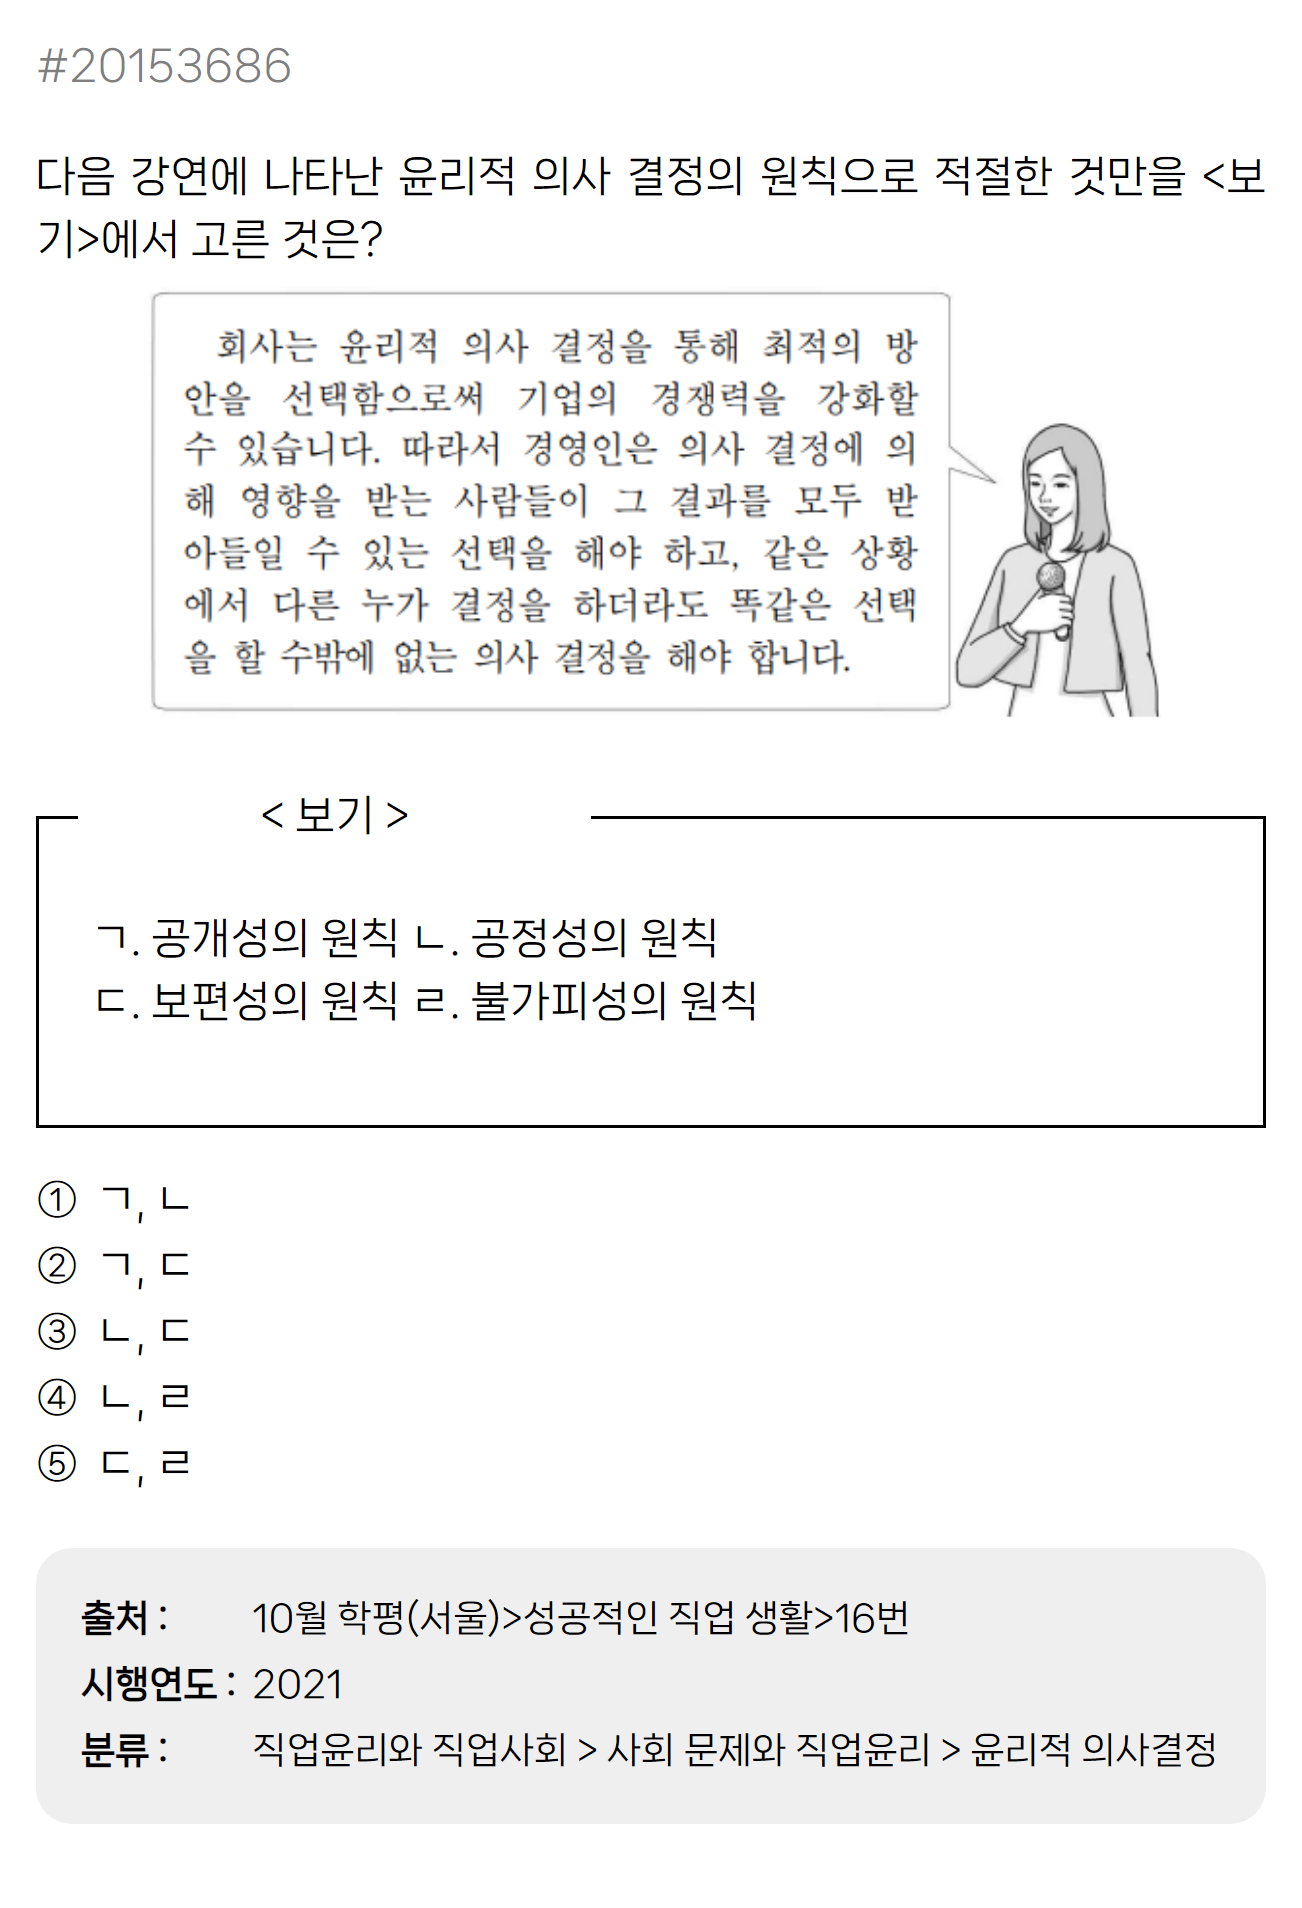 #20153686
다음 강연에 나타난 윤리적 의사 결정의 원칙으로 적절한 것만을 <보
기>에서 고른 것은?
회사는 윤리적 의사 결정을 통해 최적의 방
안을 선택함으로써 기업의 경쟁력을 강화할
수 있습니다. 따라서 경영인은 의사 결정에 의
해 영향을 받는 사람들이 그 결과를 모두 받
아들일 수 있는 선택을 해야 하고, 같은 상황
에서 다른 누가 결정을 하더라도 똑같은 선택
을 할 수밖에 없는 의사 결정을 해야 합니다.
< 보기 >
ㄱ. 공개성의 원칙 ㄴ. 공정성의 원칙
ㄷ. 보편성의 원칙 ㄹ. 불가피성의 원칙
① ㄱ, ㄴ
② ㄱ, ㄷ
③ ㄴ, ㄷ
④ ㄴ, ㄹ
⑤ ㄷ, ㄹ
출처 : 10월 학평(서울)>성공적인 직업 생활>16번
시행연도 : 2021
분류 : 직업윤리와 직업사회 > 사회 문제와 직업윤리 > 윤리적 의사결정